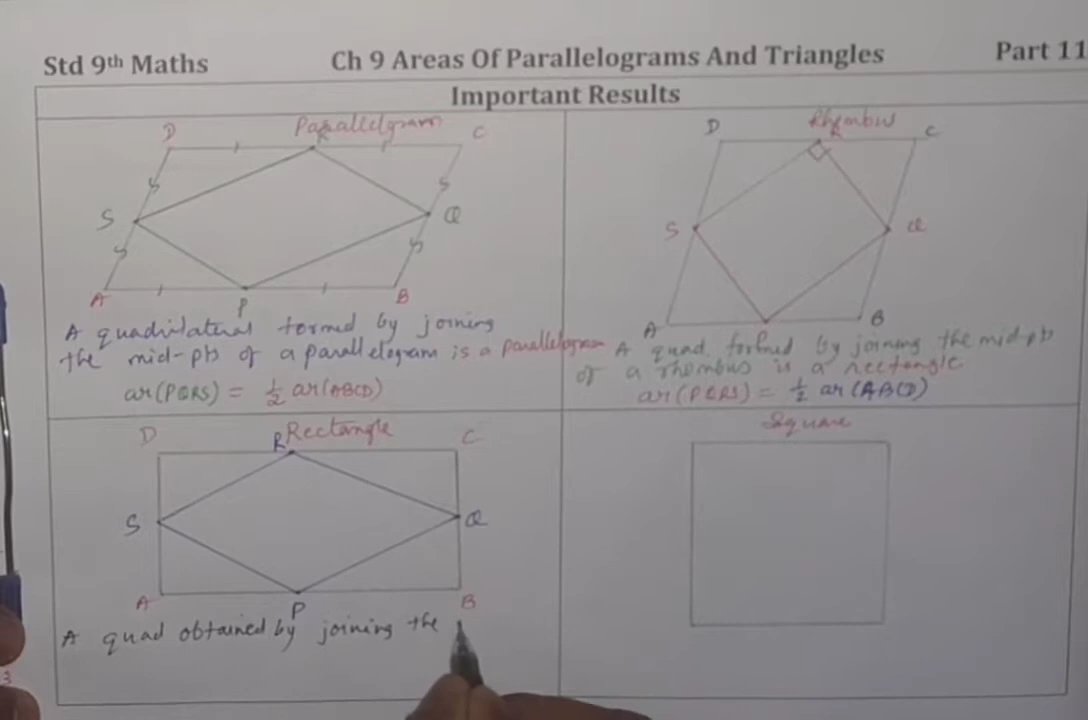 Std 9th Maths Ch 9 Areas Of Parallelograms And Triangles Part 11
Important Results
Parallelgram
D R C
S Q
A P B
A quadrilateral formed by joining
the mid-pts of a parallelogram is a parallelogram
ar(PQRS) = 1/2 ar(ABCD)
Rhombus
D R C
S Q
A B
A quad. formed by joining the mid-pts
of a rhombus is a rectangle.
ar(PQRS) = 1/2 ar(ABCD)
Rectangle
D R C
S Q
A P B
A quad obtained by joining the
Square
3